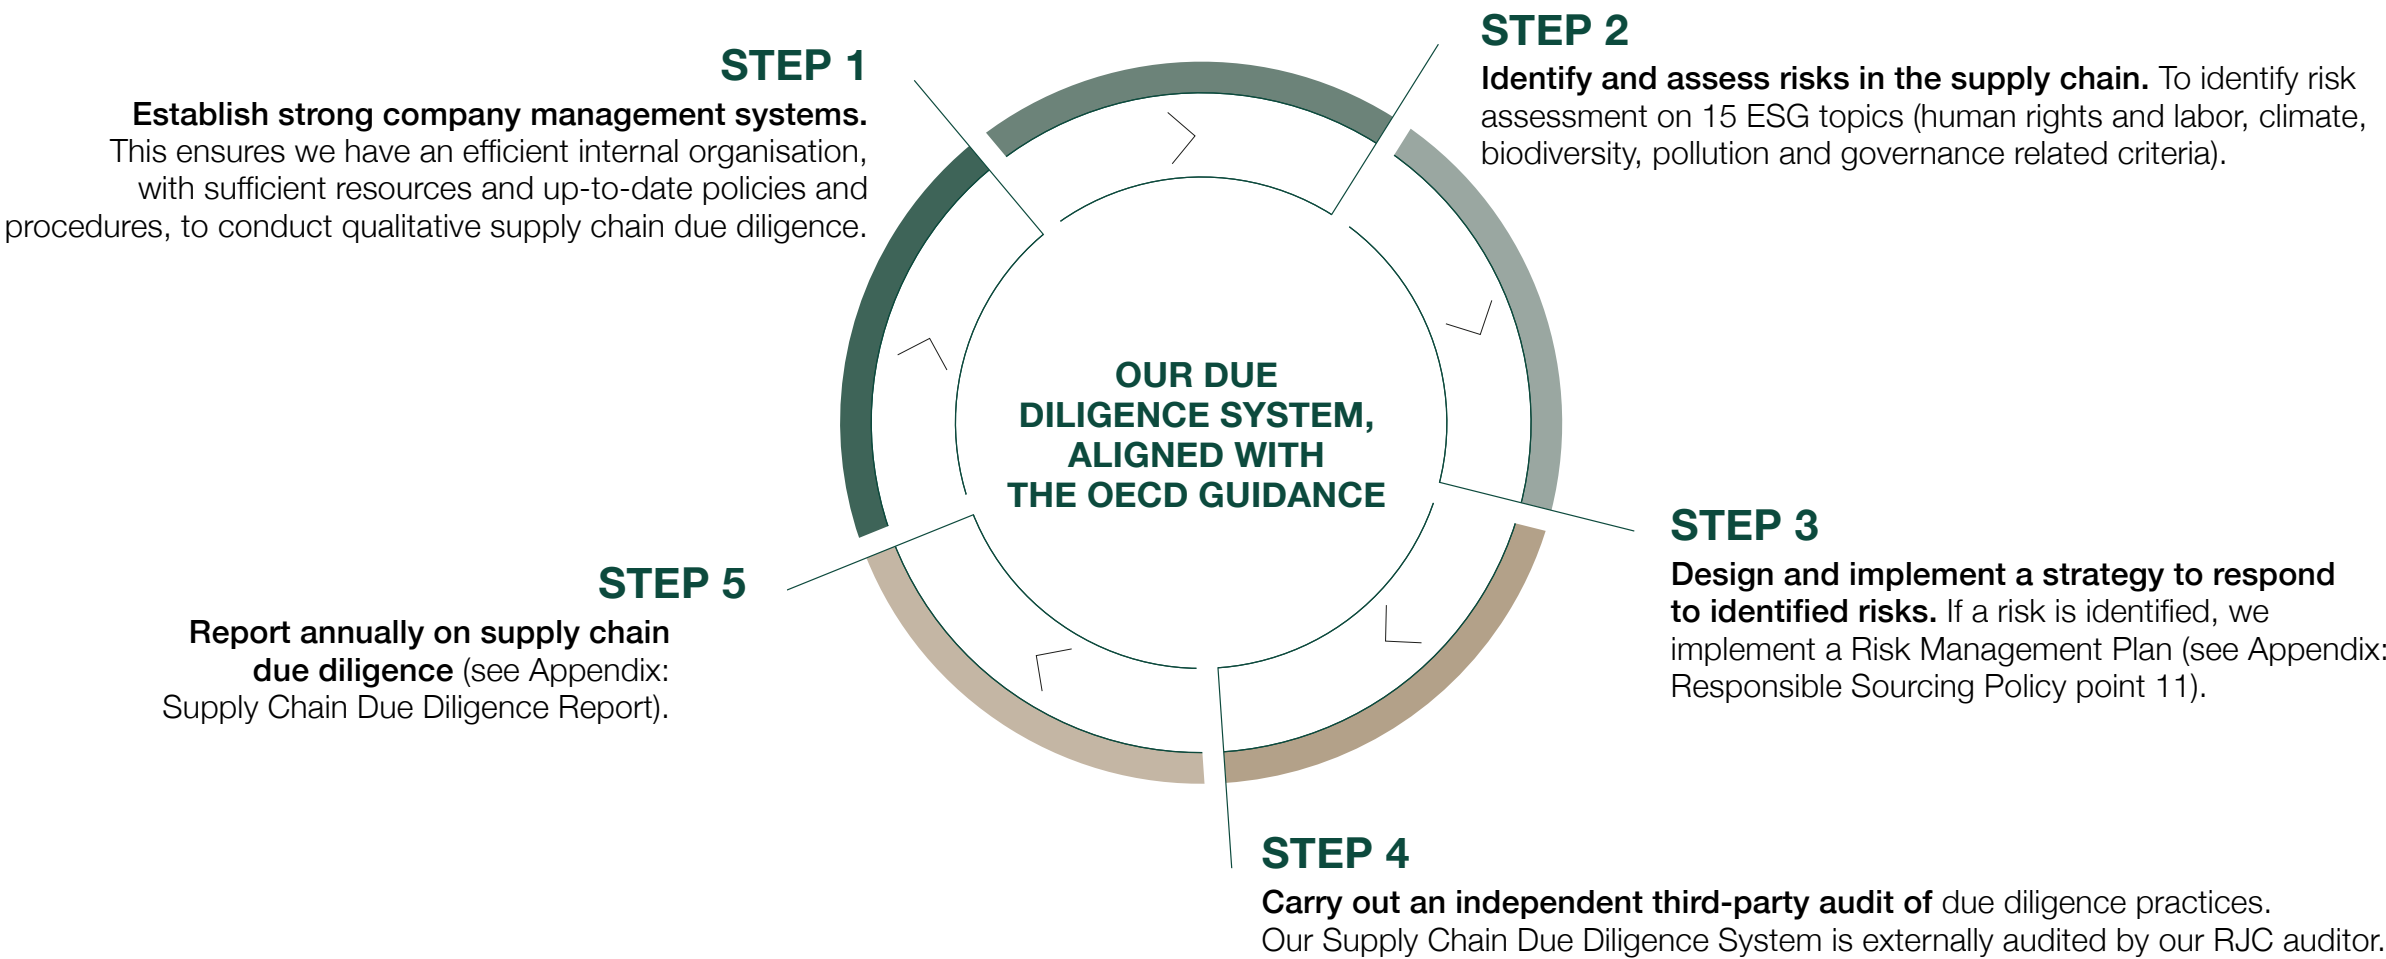 STEP 1
Establish strong company management systems.
This ensures we have an efficient internal organisation,
with sufficient resources and up-to-date policies and
procedures, to conduct qualitative supply chain due diligence.
STEP 2
Identify and assess risks in the supply chain. To identify risk
assessment on 15 ESG topics (human rights and labor, climate,
biodiversity, pollution and governance related criteria).
OUR DUE
DILIGENCE SYSTEM,
ALIGNED WITH
THE OECD GUIDANCE
STEP 3
Design and implement a strategy to respond
to identified risks. If a risk is identified, we
implement a Risk Management Plan (see Appendix:
Responsible Sourcing Policy point 11).
STEP 4
Carry out an independent third-party audit of due diligence practices.
Our Supply Chain Due Diligence System is externally audited by our RJC auditor.
STEP 5
Report annually on supply chain
due diligence (see Appendix:
Supply Chain Due Diligence Report).